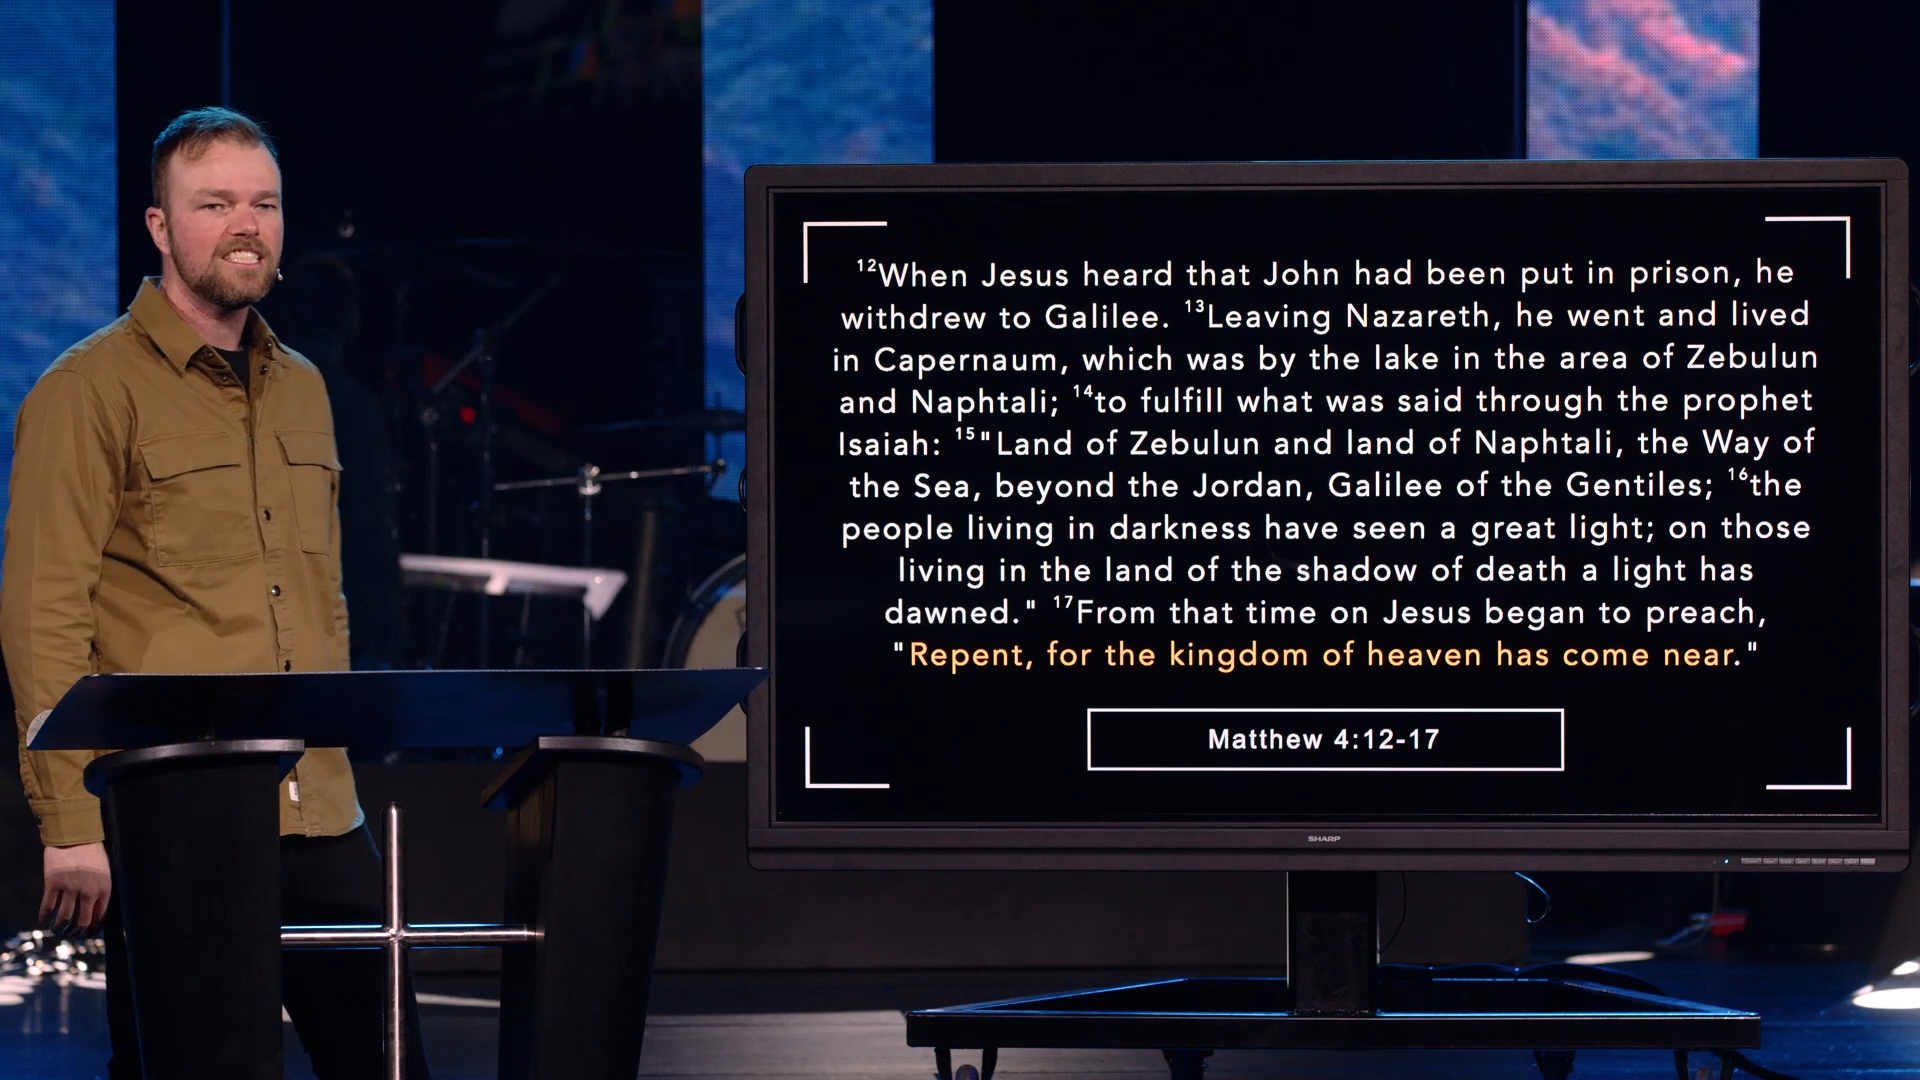 ¹²When Jesus heard that John had been put in prison, he
withdrew to Galilee. ¹³Leaving Nazareth, he went and lived
in Capernaum, which was by the lake in the area of Zebulun
and Naphtali; ¹⁴to fulfill what was said through the prophet
Isaiah: ¹⁵"Land of Zebulun and land of Naphtali, the Way of
the Sea, beyond the Jordan, Galilee of the Gentiles; ¹⁶the
people living in darkness have seen a great light; on those
living in the land of the shadow of death a light has
dawned." ¹⁷From that time on Jesus began to preach,
"Repent, for the kingdom of heaven has come near."
Matthew 4:12-17
SHARP